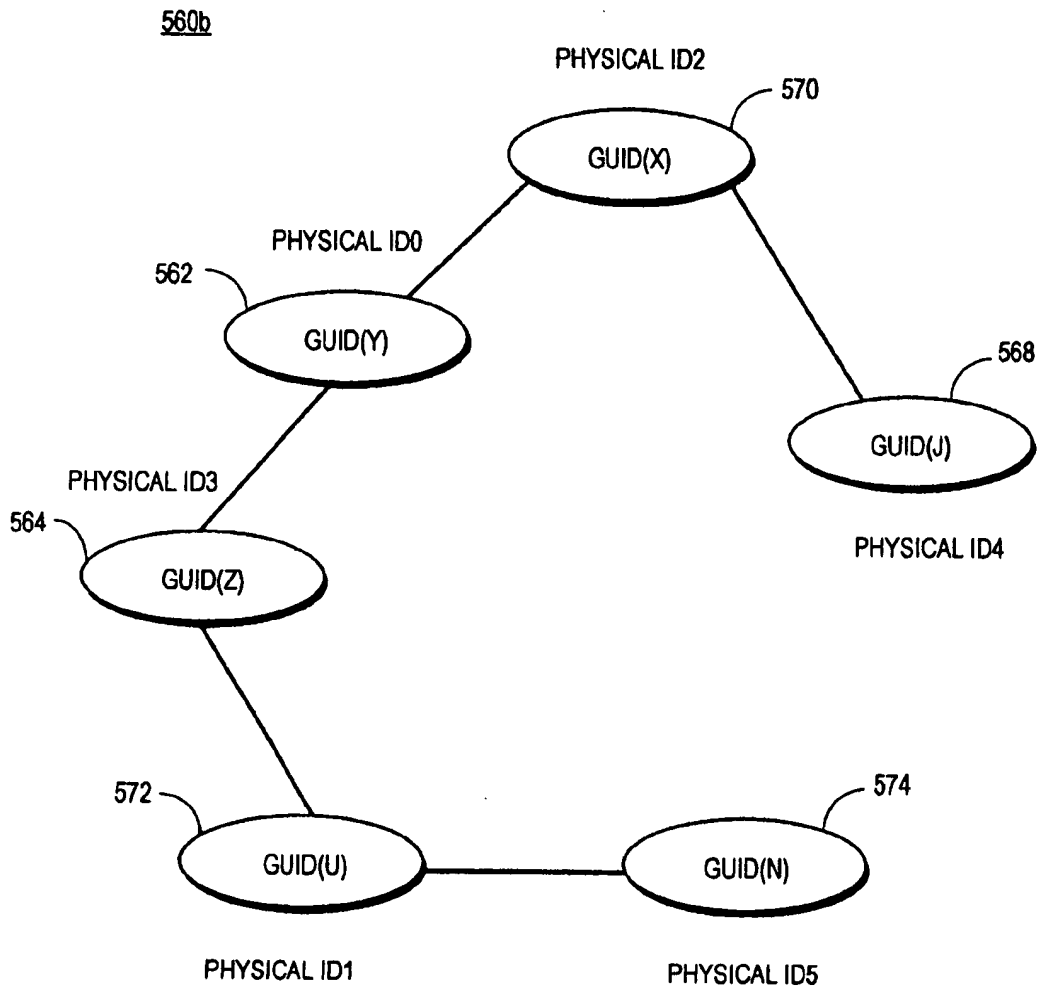 560b
PHYSICAL ID2
570
GUID(X)
PHYSICAL ID0
562
GUID(Y)
568
GUID(J)
PHYSICAL ID3
564
PHYSICAL ID4
GUID(Z)
572
574
GUID(U)
GUID(N)
PHYSICAL ID1
PHYSICAL ID5